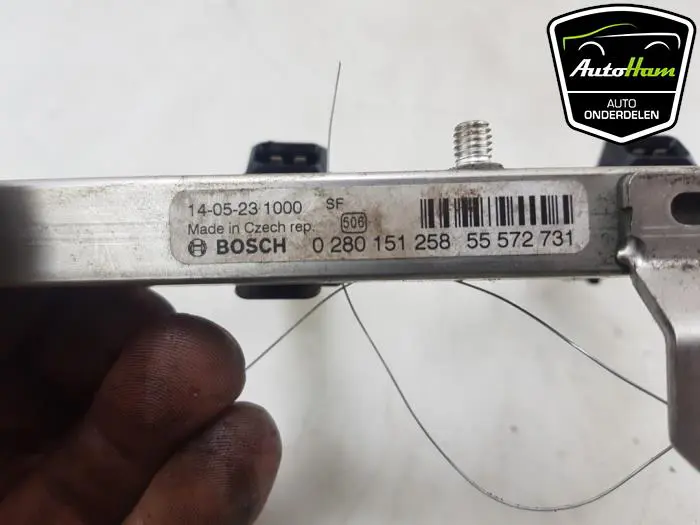 AutoHam
AUTO
ONDERDELEN
14-05-23 1000 SF
Made in Czech rep. 506
BOSCH 0 280 151 258 55 572 731